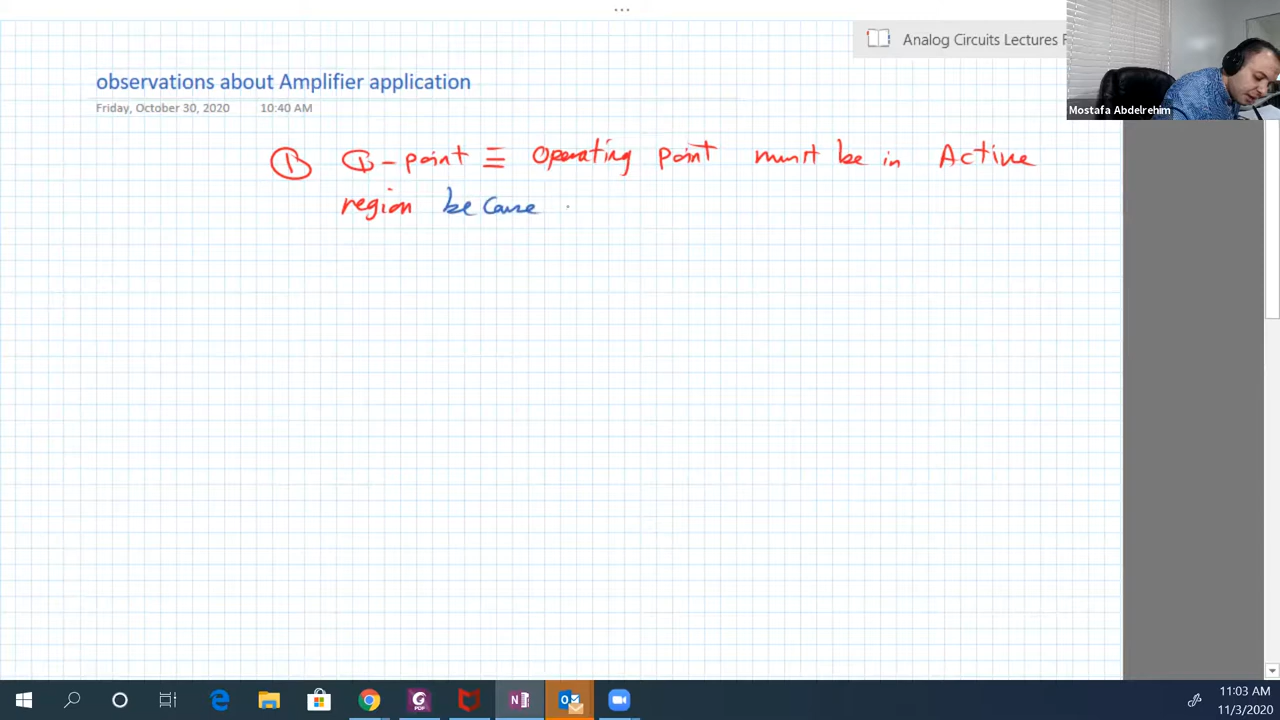 ...
Analog Circuits Lectures F
Mostafa Abdelrehim
observations about Amplifier application
Friday, October 30, 2020 10:40 AM
① Q-point ≡ Operating point must be in Active
region because
11:03 AM
11/3/2020